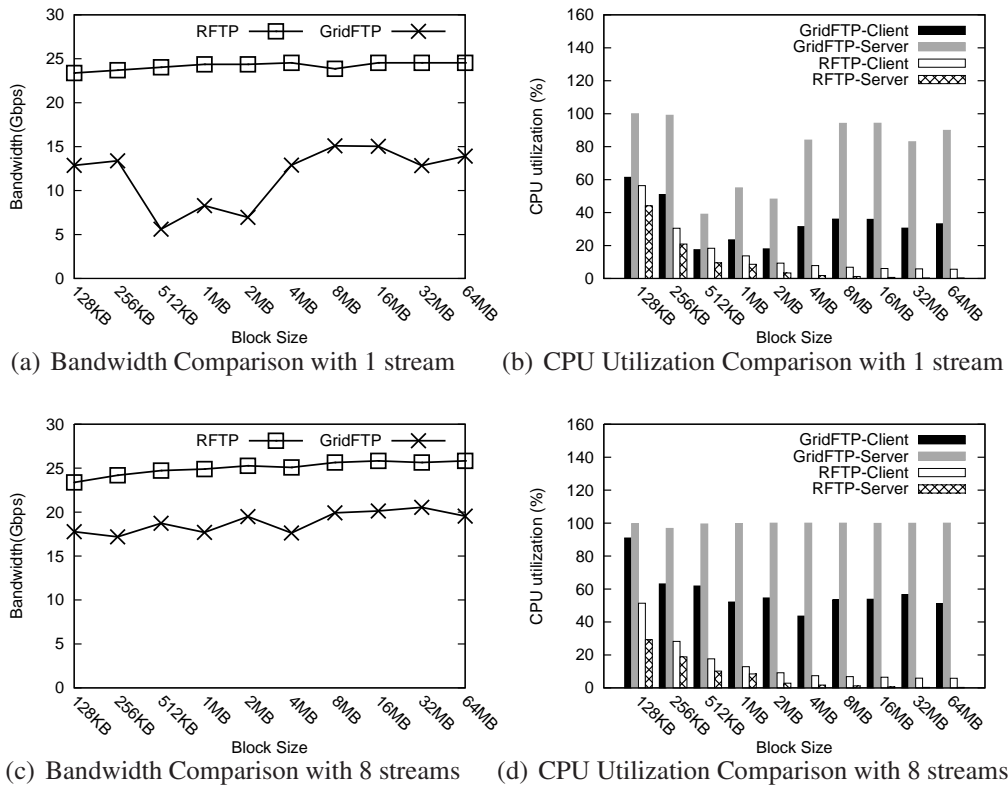 30
25
20
15
10
5
0
Bandwidth(Gbps)
RFTP GridFTP
128KB 256KB 512KB 1MB 2MB 4MB 8MB 16MB 32MB 64MB
Block Size
(a) Bandwidth Comparison with 1 stream
160
140
120
100
80
60
40
20
0
CPU utilization (%)
GridFTP-Client
GridFTP-Server
RFTP-Client
RFTP-Server
128KB 256KB 512KB 1MB 2MB 4MB 8MB 16MB 32MB 64MB
Block Size
(b) CPU Utilization Comparison with 1 stream
30
25
20
15
10
5
0
Bandwidth(Gbps)
RFTP GridFTP
128KB 256KB 512KB 1MB 2MB 4MB 8MB 16MB 32MB 64MB
Block Size
(c) Bandwidth Comparison with 8 streams
160
140
120
100
80
60
40
20
0
CPU utilization (%)
GridFTP-Client
GridFTP-Server
RFTP-Client
RFTP-Server
128KB 256KB 512KB 1MB 2MB 4MB 8MB 16MB 32MB 64MB
Block Size
(d) CPU Utilization Comparison with 8 streams